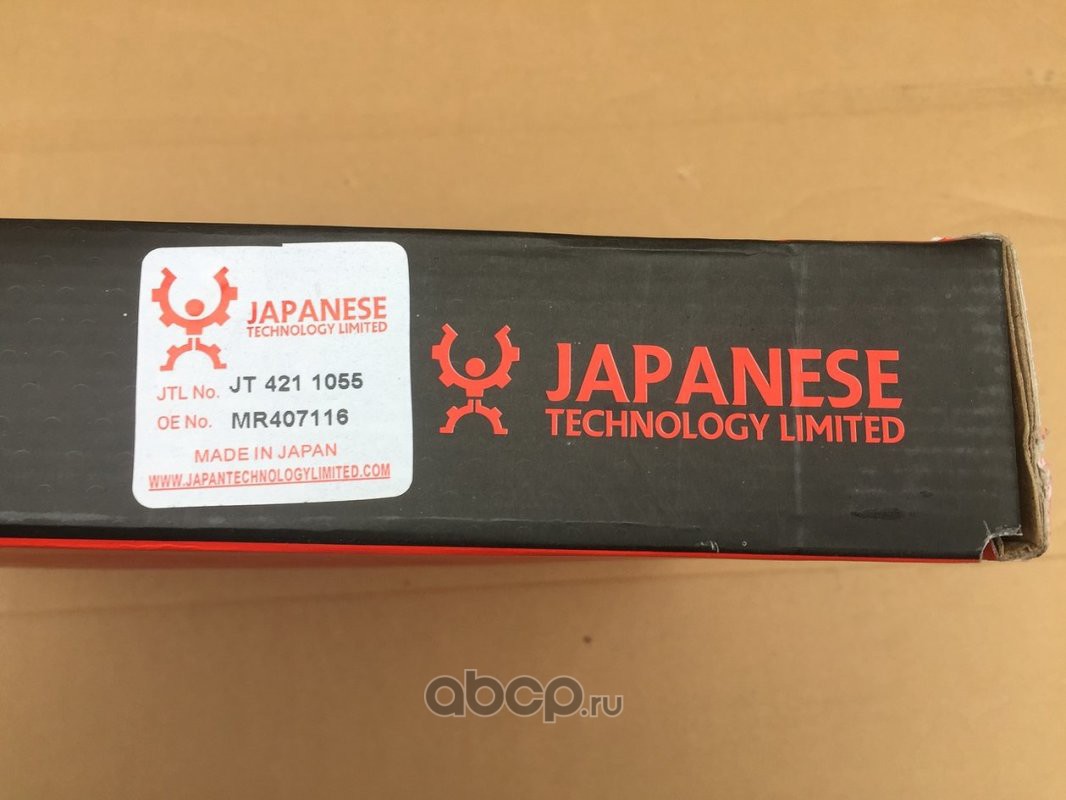 JAPANESE
TECHNOLOGY LIMITED
JTL No. JT 421 1055
OE No. MR407116
MADE IN JAPAN
WWW.JAPANTECHNOLOGYLIMITED.COM
JAPANESE
TECHNOLOGY LIMITED
abcp.ru